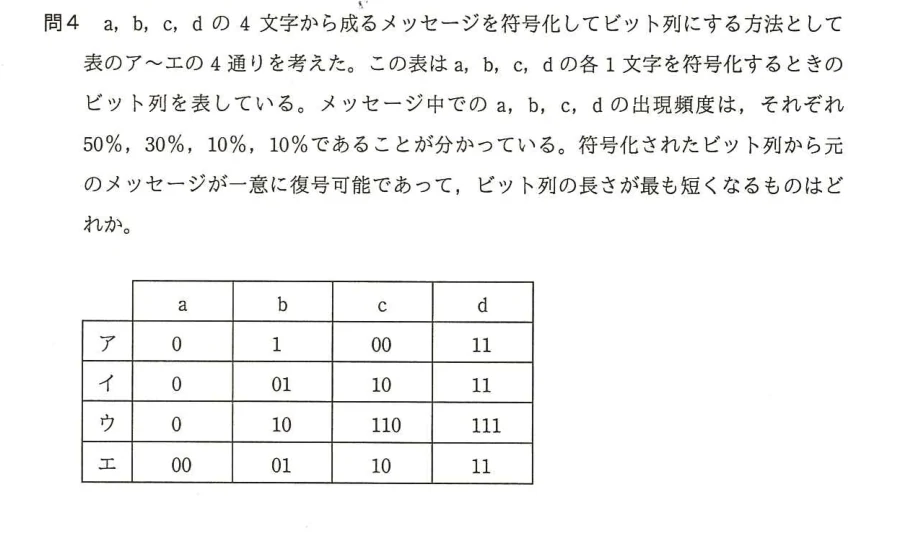 問4 a, b, c, d の 4 文字から成るメッセージを符号化してビット列にする方法として
表のア～エの 4 通りを考えた。この表は a, b, c, d の各 1 文字を符号化するときの
ビット列を表している。メッセージ中での a, b, c, d の出現頻度は, それぞれ
50%, 30%, 10%, 10%であることが分かっている。符号化されたビット列から元
のメッセージが一意に復号可能であって, ビット列の長さが最も短くなるものはど
れか。
a b c d
ア 0 1 00 11
イ 0 01 10 11
ウ 0 10 110 111
エ 00 01 10 11